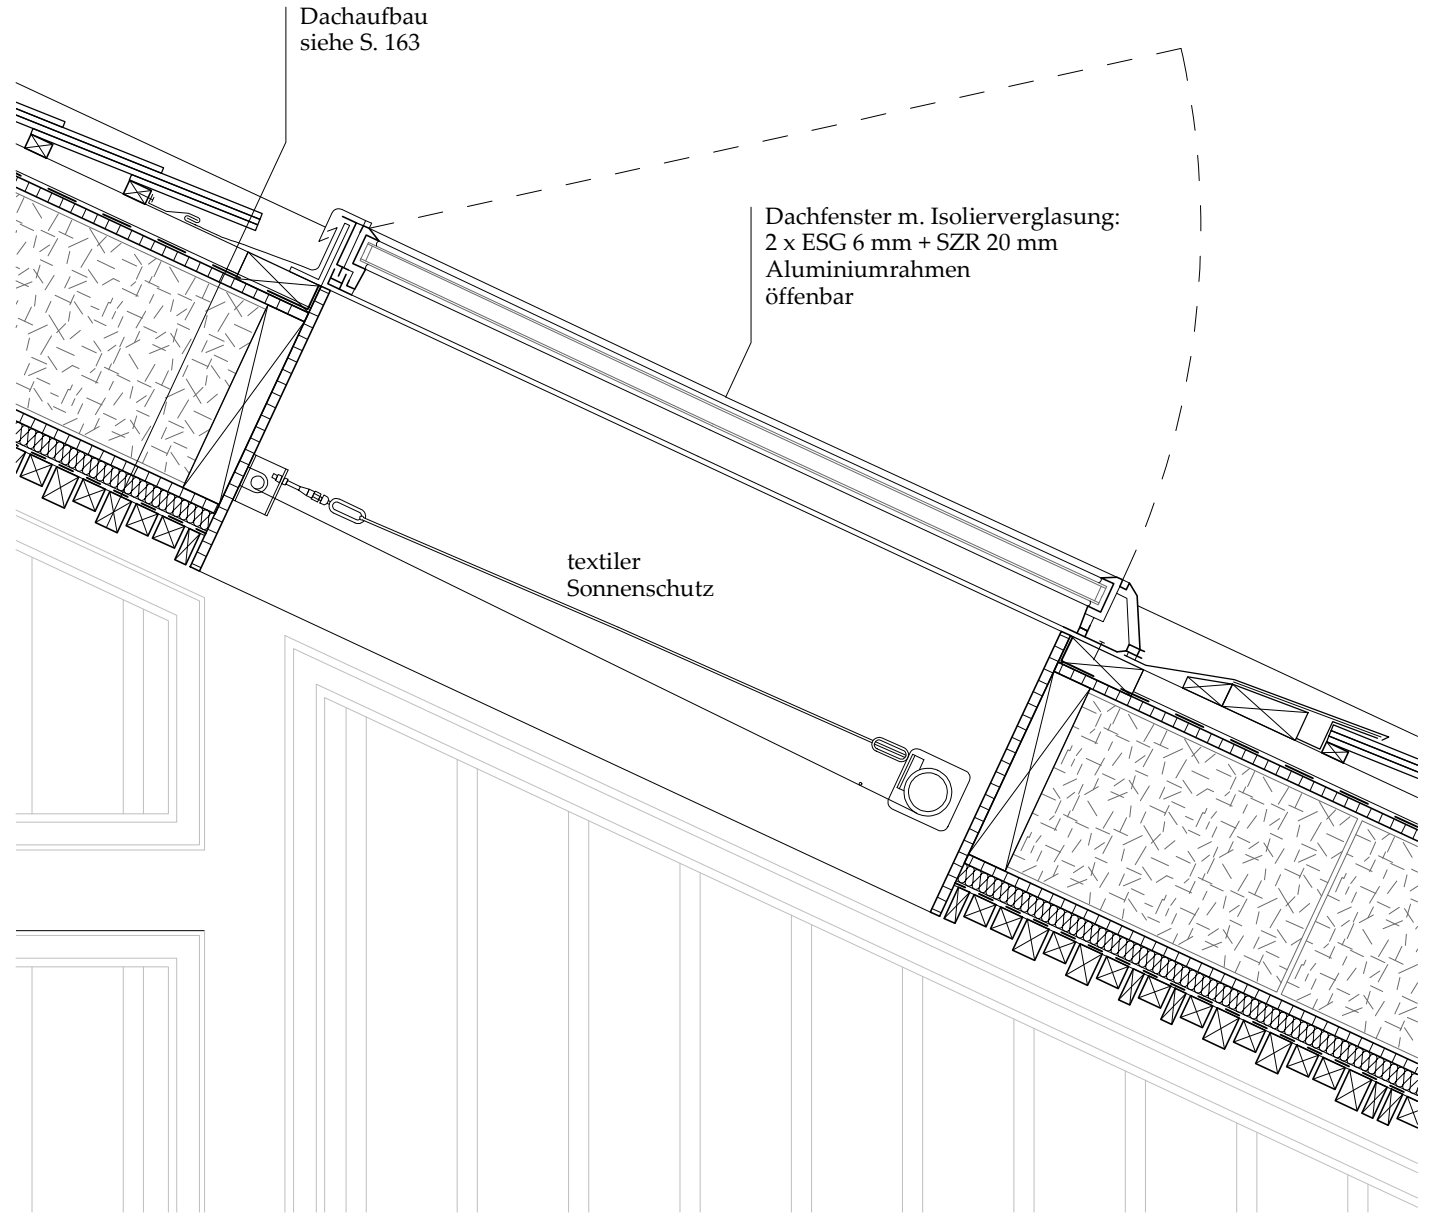 Dachaufbau
siehe S. 163
Dachfenster m. Isolierverglasung:
2 x ESG 6 mm + SZR 20 mm
Aluminiumrahmen
öffenbar
textiler
Sonnenschutz